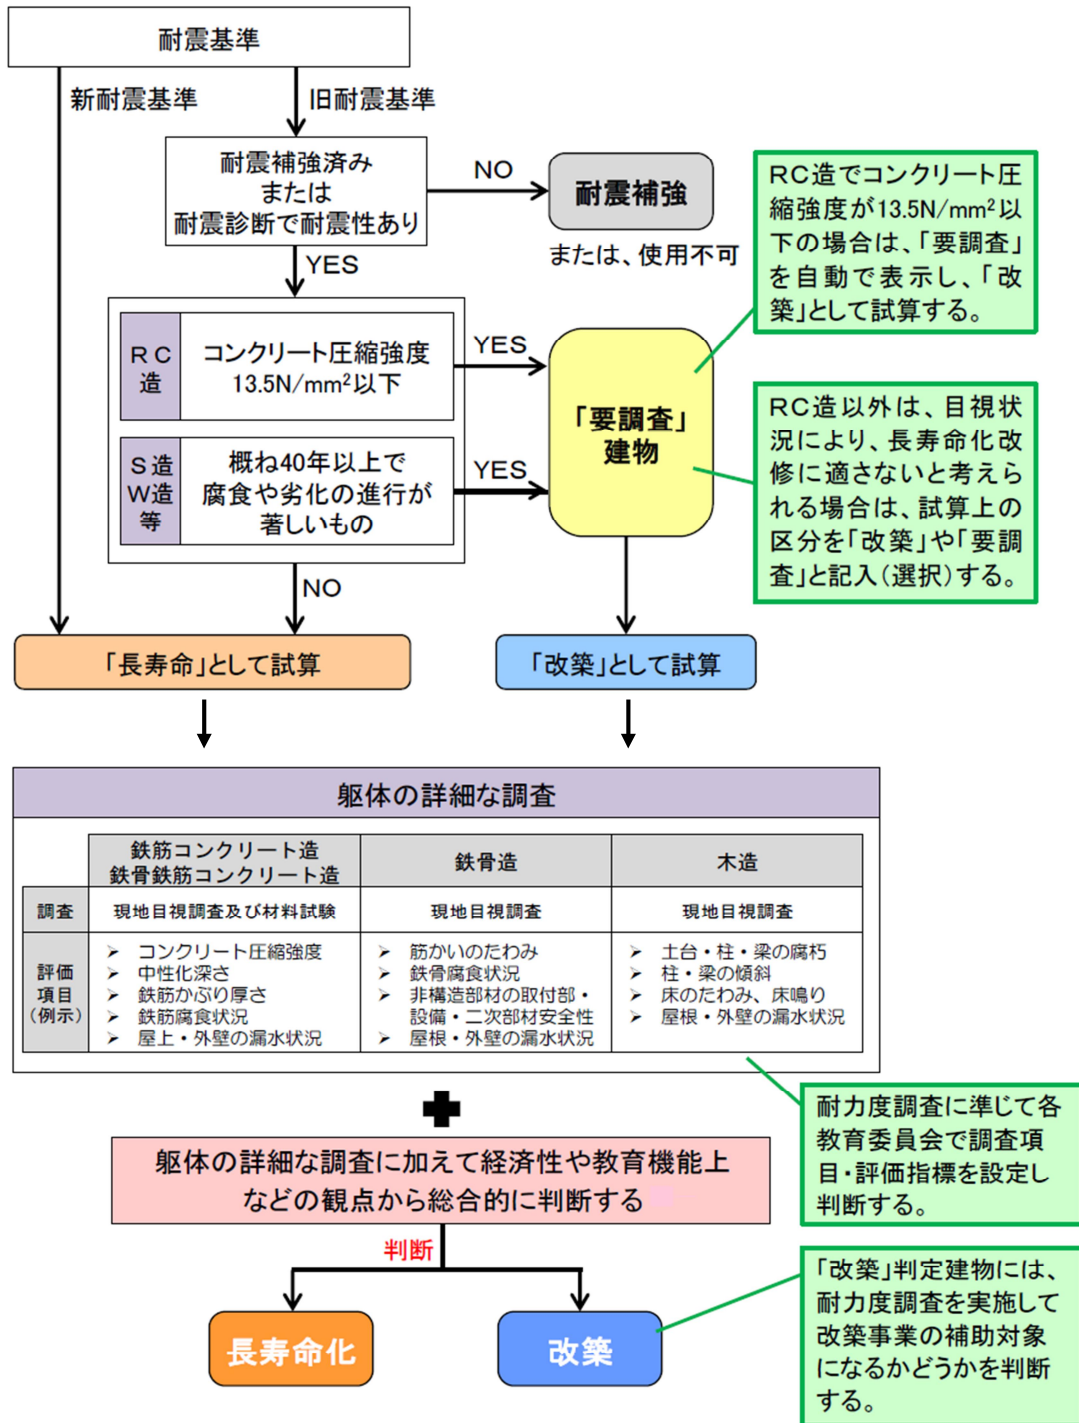 耐震基準
新耐震基準
旧耐震基準
耐震補強済み
または
耐震診断で耐震性あり
NO
耐震補強
または、使用不可
YES
RC
造
コンクリート圧縮強度
13.5N/mm²以下
YES
S造
W造
等
概ね40年以上で
腐食や劣化の進行が
著しいもの
YES
「要調査」
建物
NO
RC造でコンクリート圧
縮強度が13.5N/mm²以
下の場合は、「要調査」
を自動で表示し、「改
築」として試算する。
RC造以外は、目視状
況により、長寿命化改
修に適さないと考えら
れる場合は、試算上の
区分を「改築」や「要調
査」と記入(選択)する。
「長寿命」として試算
「改築」として試算
躯体の詳細な調査
鉄筋コンクリート造
鉄骨鉄筋コンクリート造
鉄骨造
木造
調査
現地目視調査及び材料試験
現地目視調査
現地目視調査
評価
項目
(例示)
➢ コンクリート圧縮強度
➢ 中性化深さ
➢ 鉄筋かぶり厚さ
➢ 鉄筋腐食状況
➢ 屋上・外壁の漏水状況
➢ 筋かいのたわみ
➢ 鉄骨腐食状況
➢ 非構造部材の取付部・
設備・二次部材安全性
➢ 屋根・外壁の漏水状況
➢ 土台・柱・梁の腐朽
➢ 柱・梁の傾斜
➢ 床のたわみ、床鳴り
➢ 屋根・外壁の漏水状況
耐力度調査に準じて各
教育委員会で調査項
目・評価指標を設定し
判断する。
躯体の詳細な調査に加えて経済性や教育機能上
などの観点から総合的に判断する
判断
長寿命化
改築
「改築」判定建物には、
耐力度調査を実施して
改築事業の補助対象
になるかどうかを判断
する。